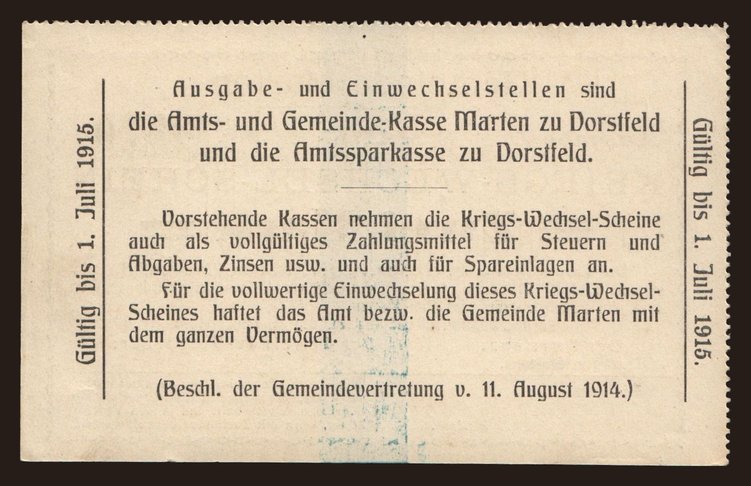 Gültig bis 1. Juli 1915.
Ausgabe- und Einwechselstellen sind
die Amts- und Gemeinde-Kasse Marten zu Dorstfeld
und die Amtssparkasse zu Dorstfeld.
Vorstehende Kassen nehmen die Kriegs-Wechsel-Scheine
auch als vollgültiges Zahlungsmittel für Steuern und
Abgaben, Zinsen usw. und auch für Spareinlagen an.
Für die vollwertige Einwechselung dieses Kriegs-Wechsel-
Scheines haftet das Amt bezw. die Gemeinde Marten mit
dem ganzen Vermögen.
(Beschl. der Gemeindevertretung v. 11. August 1914.)
Gültig bis 1. Juli 1915.